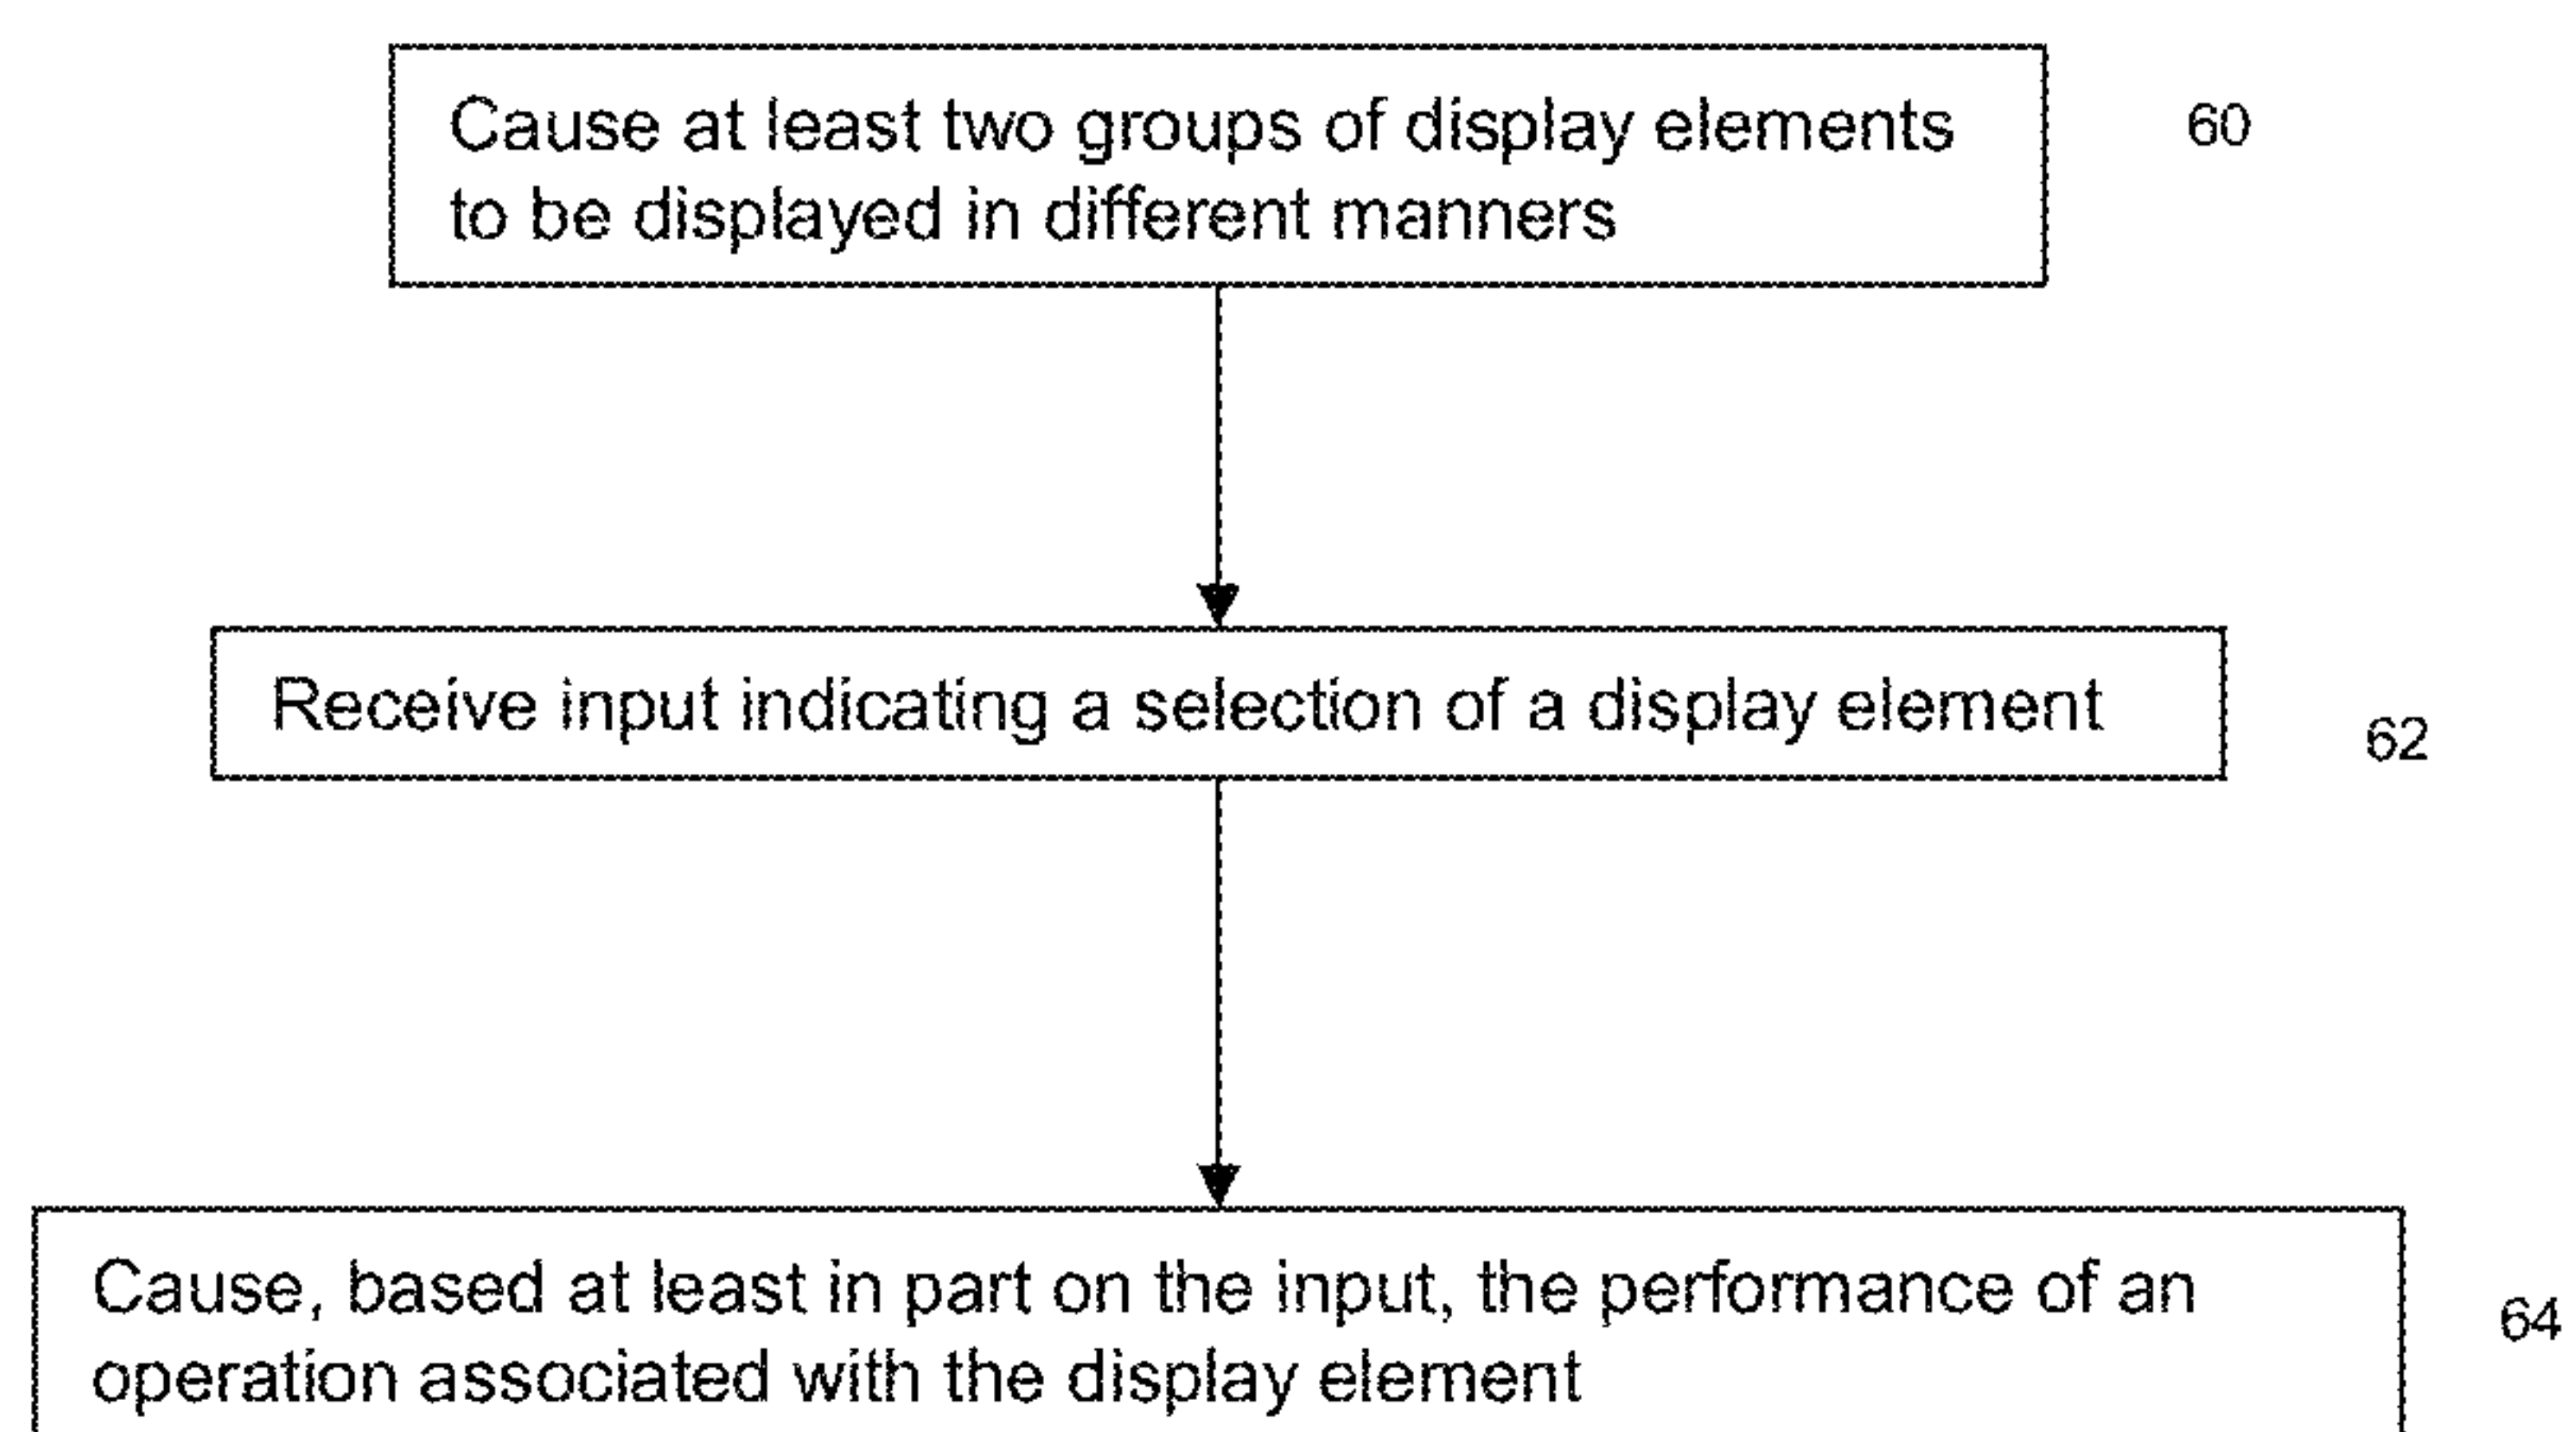 Cause at least two groups of display elements
to be displayed in different manners
60
Receive input indicating a selection of a display element
62
Cause, based at least in part on the input, the performance of an
operation associated with the display element
64